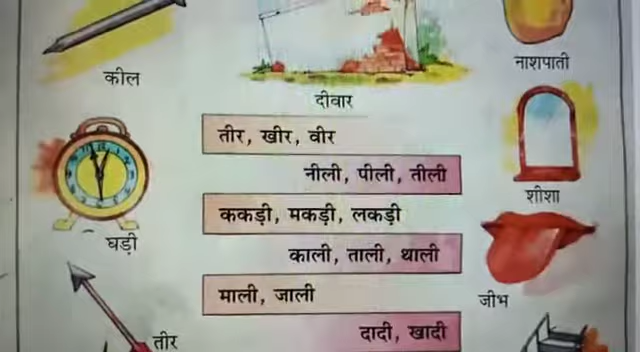 कील
दीवार
नाशपाती
तीर, खीर, वीर
नीली, पीली, तीली
शीशा
ककड़ी, मकड़ी, लकड़ी
घड़ी
काली, ताली, थाली
माली, जाली
जीभ
दादी, खादी
तीर